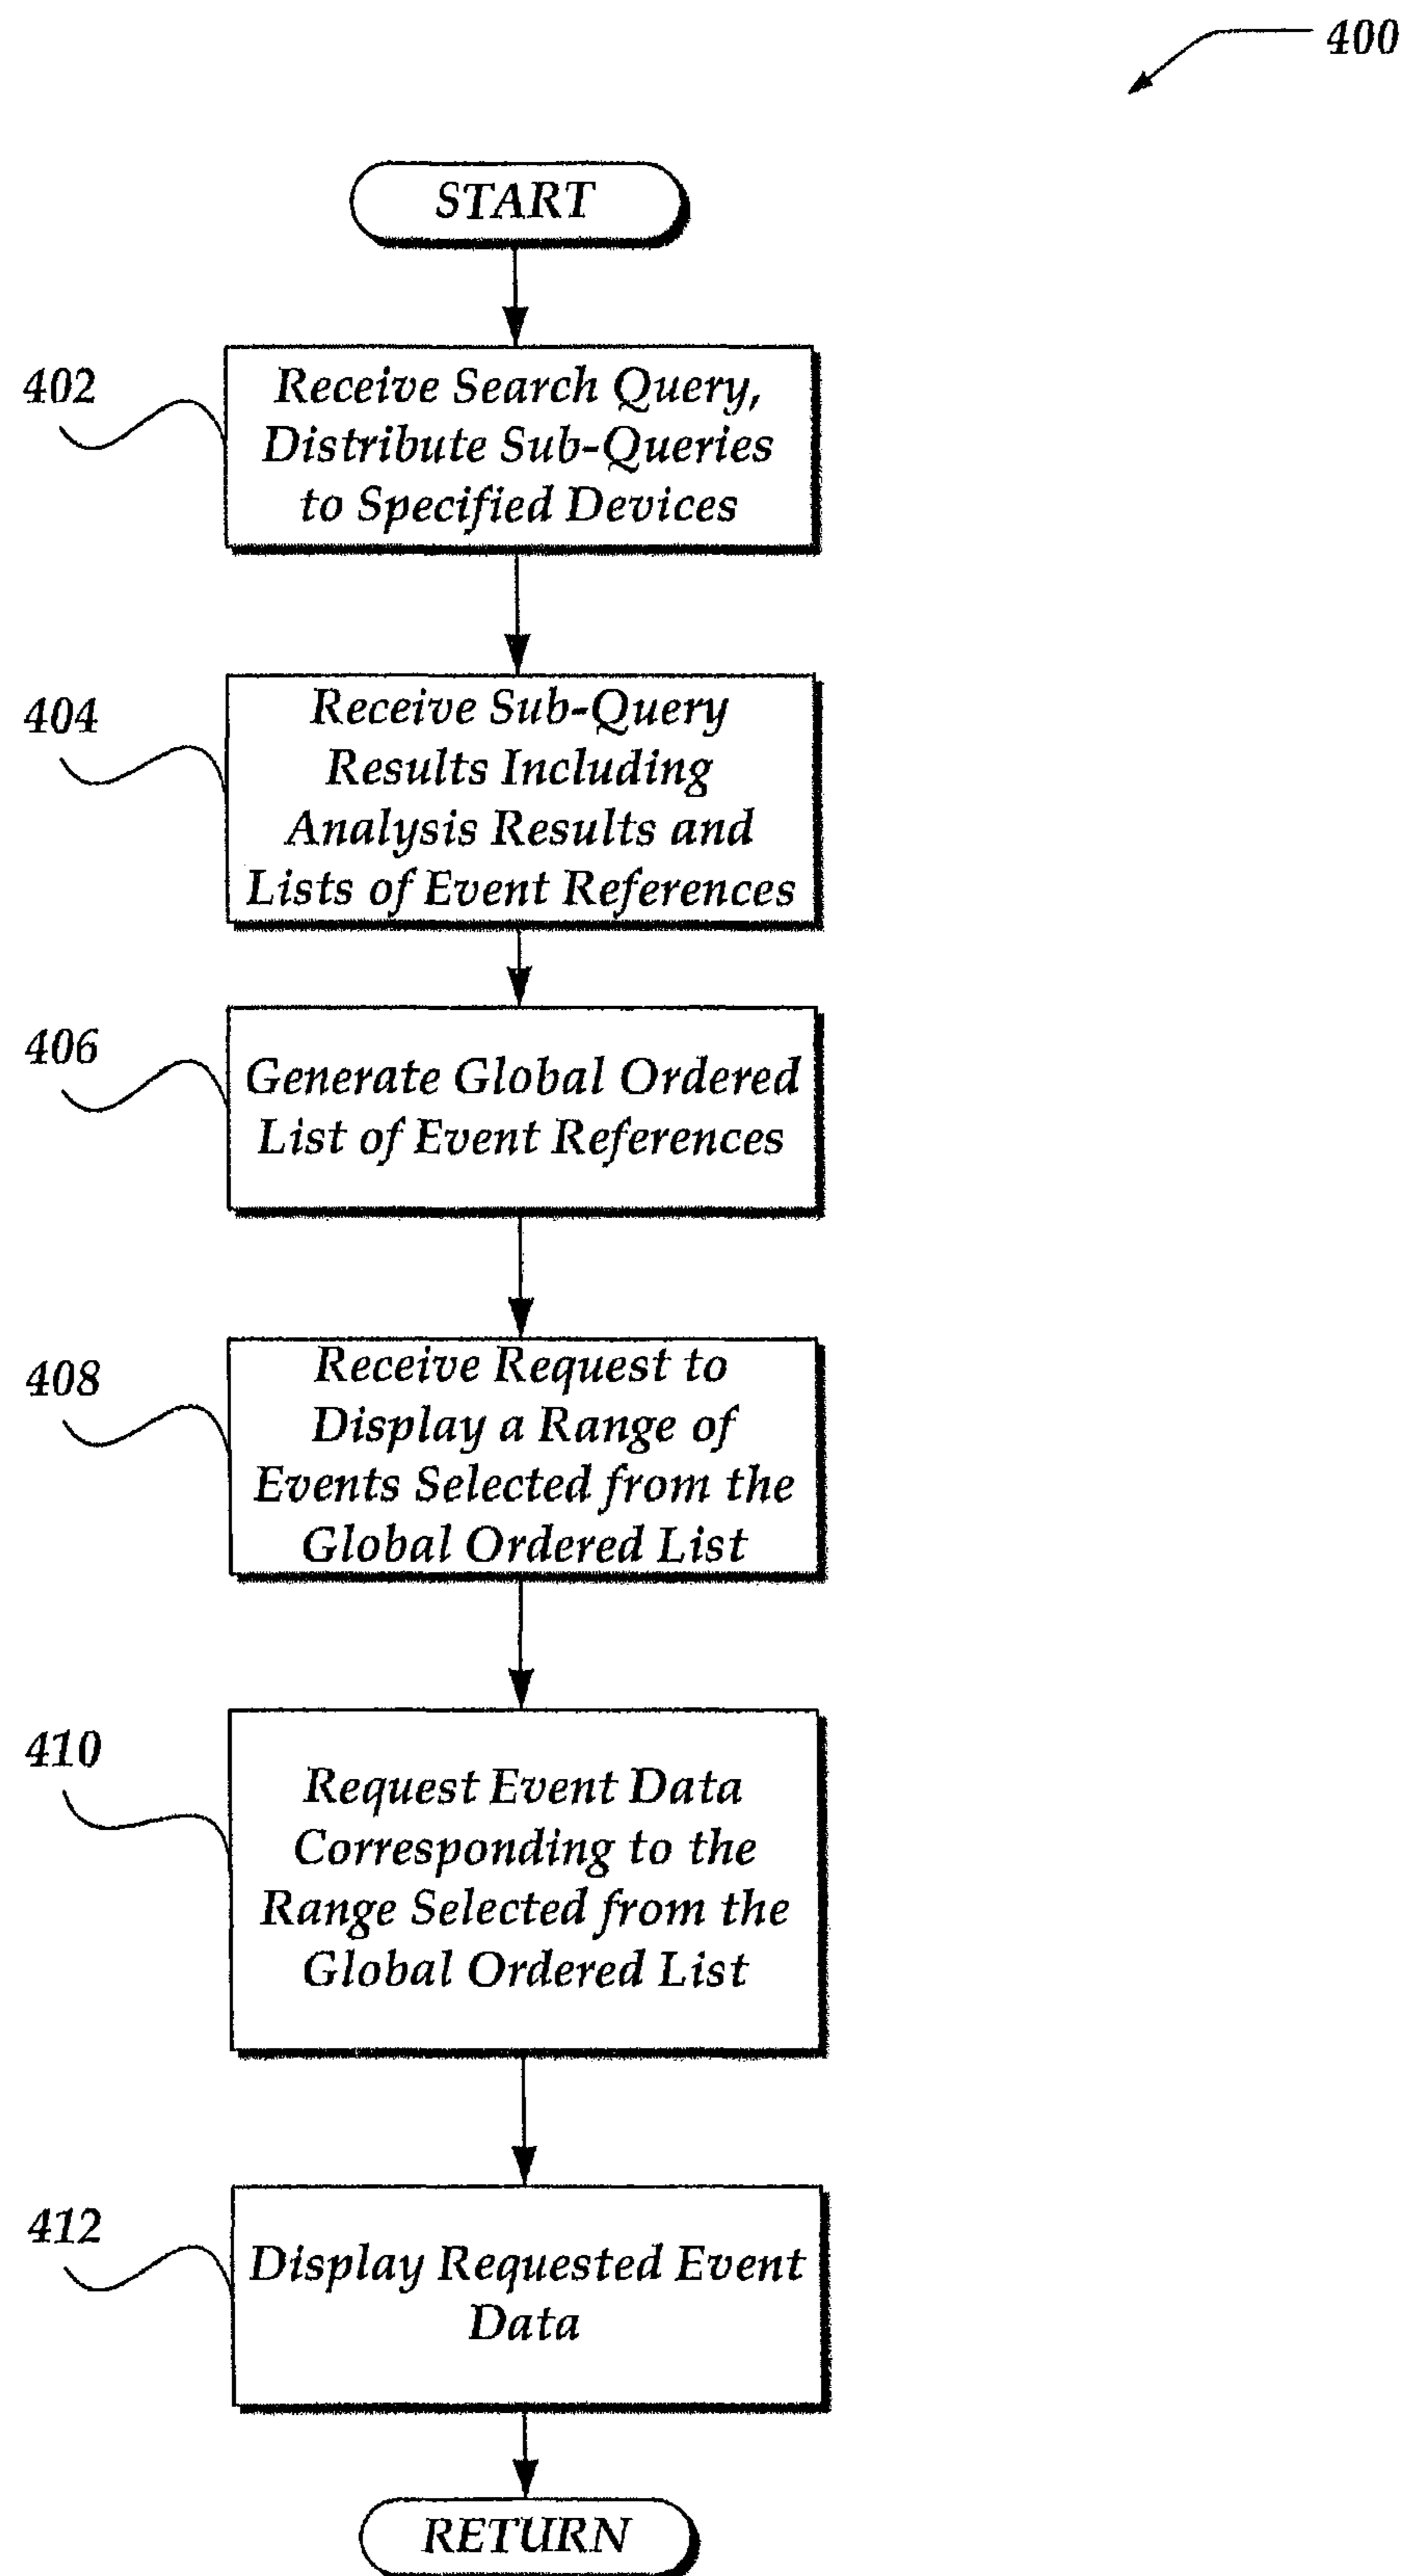 400
START
402
Receive Search Query,
Distribute Sub-Queries
to Specified Devices
404
Receive Sub-Query
Results Including
Analysis Results and
Lists of Event References
406
Generate Global Ordered
List of Event References
408
Receive Request to
Display a Range of
Events Selected from the
Global Ordered List
410
Request Event Data
Corresponding to the
Range Selected from the
Global Ordered List
412
Display Requested Event
Data
RETURN